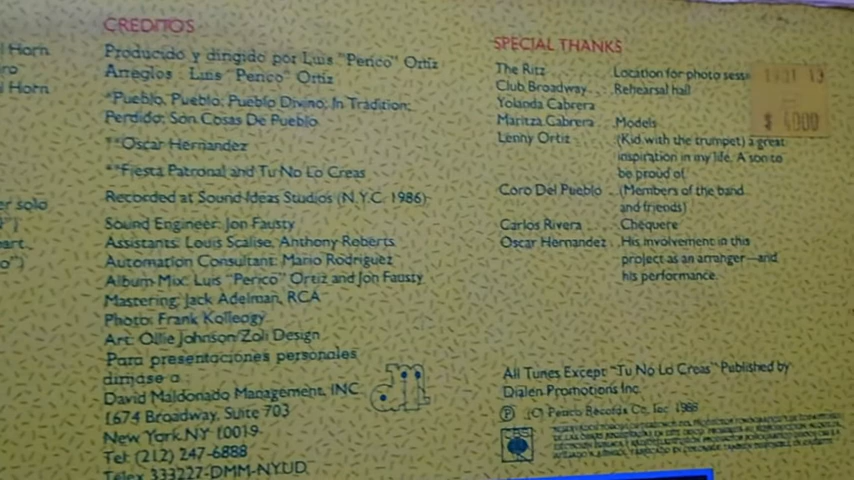 l Horn
ro
l Horn
er solo
")
art.
o")
CREDITOS
Producido y dirigido por Luis "Perico" Ortiz
Arreglos : Luis "Perico" Ortiz
*Pueblo, Pueblo; Pueblo Divino; In Tradition;
Perdido; Son Cosas De Pueblo
**Oscar Hernandez
**Fiesta Patronal and Tu No Lo Creas
Recorded at Sound Ideas Studios (N.Y.C. 1986)
Sound Engineer: Jon Fausty
Assistants: Louis Scalise, Anthony Roberts
Automation Consultant: Mario Rodriguez
Album Mix: Luis "Perico" Ortiz and Jon Fausty
Mastering: Jack Adelman, RCA
Photo: Frank Kolleogy
Art: Ollie Johnson/Zoli Design
Para presentaciones personales
dirijase a
David Maldonado Management, INC
1674 Broadway, Suite 703
New York, NY 10019
Tel: (212) 247-6888
Telex 333227-DMM-NYUD
dm
SPECIAL THANKS
The Ritz Location for photo sess
Club Broadway Rehearsal hall
Yolanda Cabrera
Maritza Cabrera Models
Lenny Ortiz (Kid with the trumpet) a great
inspiration in my life. A son to
be proud of.
Coro Del Pueblo (Members of the band
and friends)
Carlos Rivera Chequere
Oscar Hernandez His involvement in this
project as an arranger—and
his performance.
$ 4000
All Tunes Except "Tu No Lo Creas" Published by
Dialen Promotions Inc.
Ⓟ (C) Perico Records Co. Inc 1986
CBS